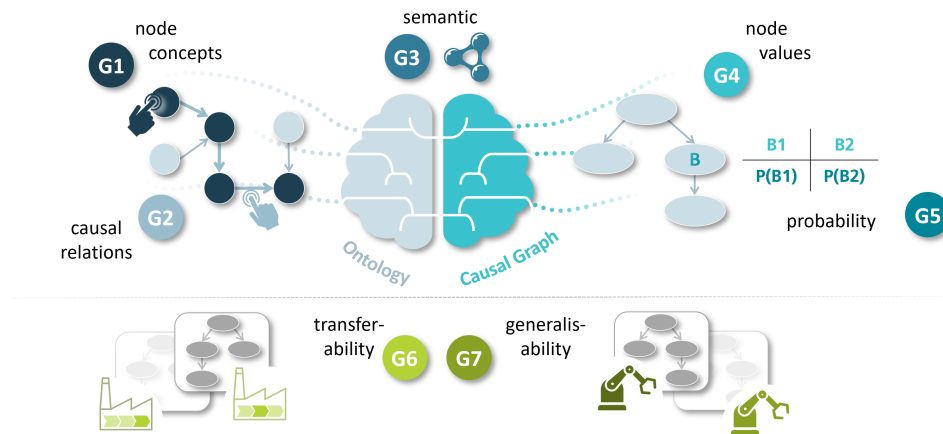 node
concepts
G1
semantic
G3
node
values
G4
B
B1 B2
P(B1) P(B2)
G2
causal
relations
Ontology
Causal Graph
probability
G5
transfer-
ability
G6
G7
generalis-
ability